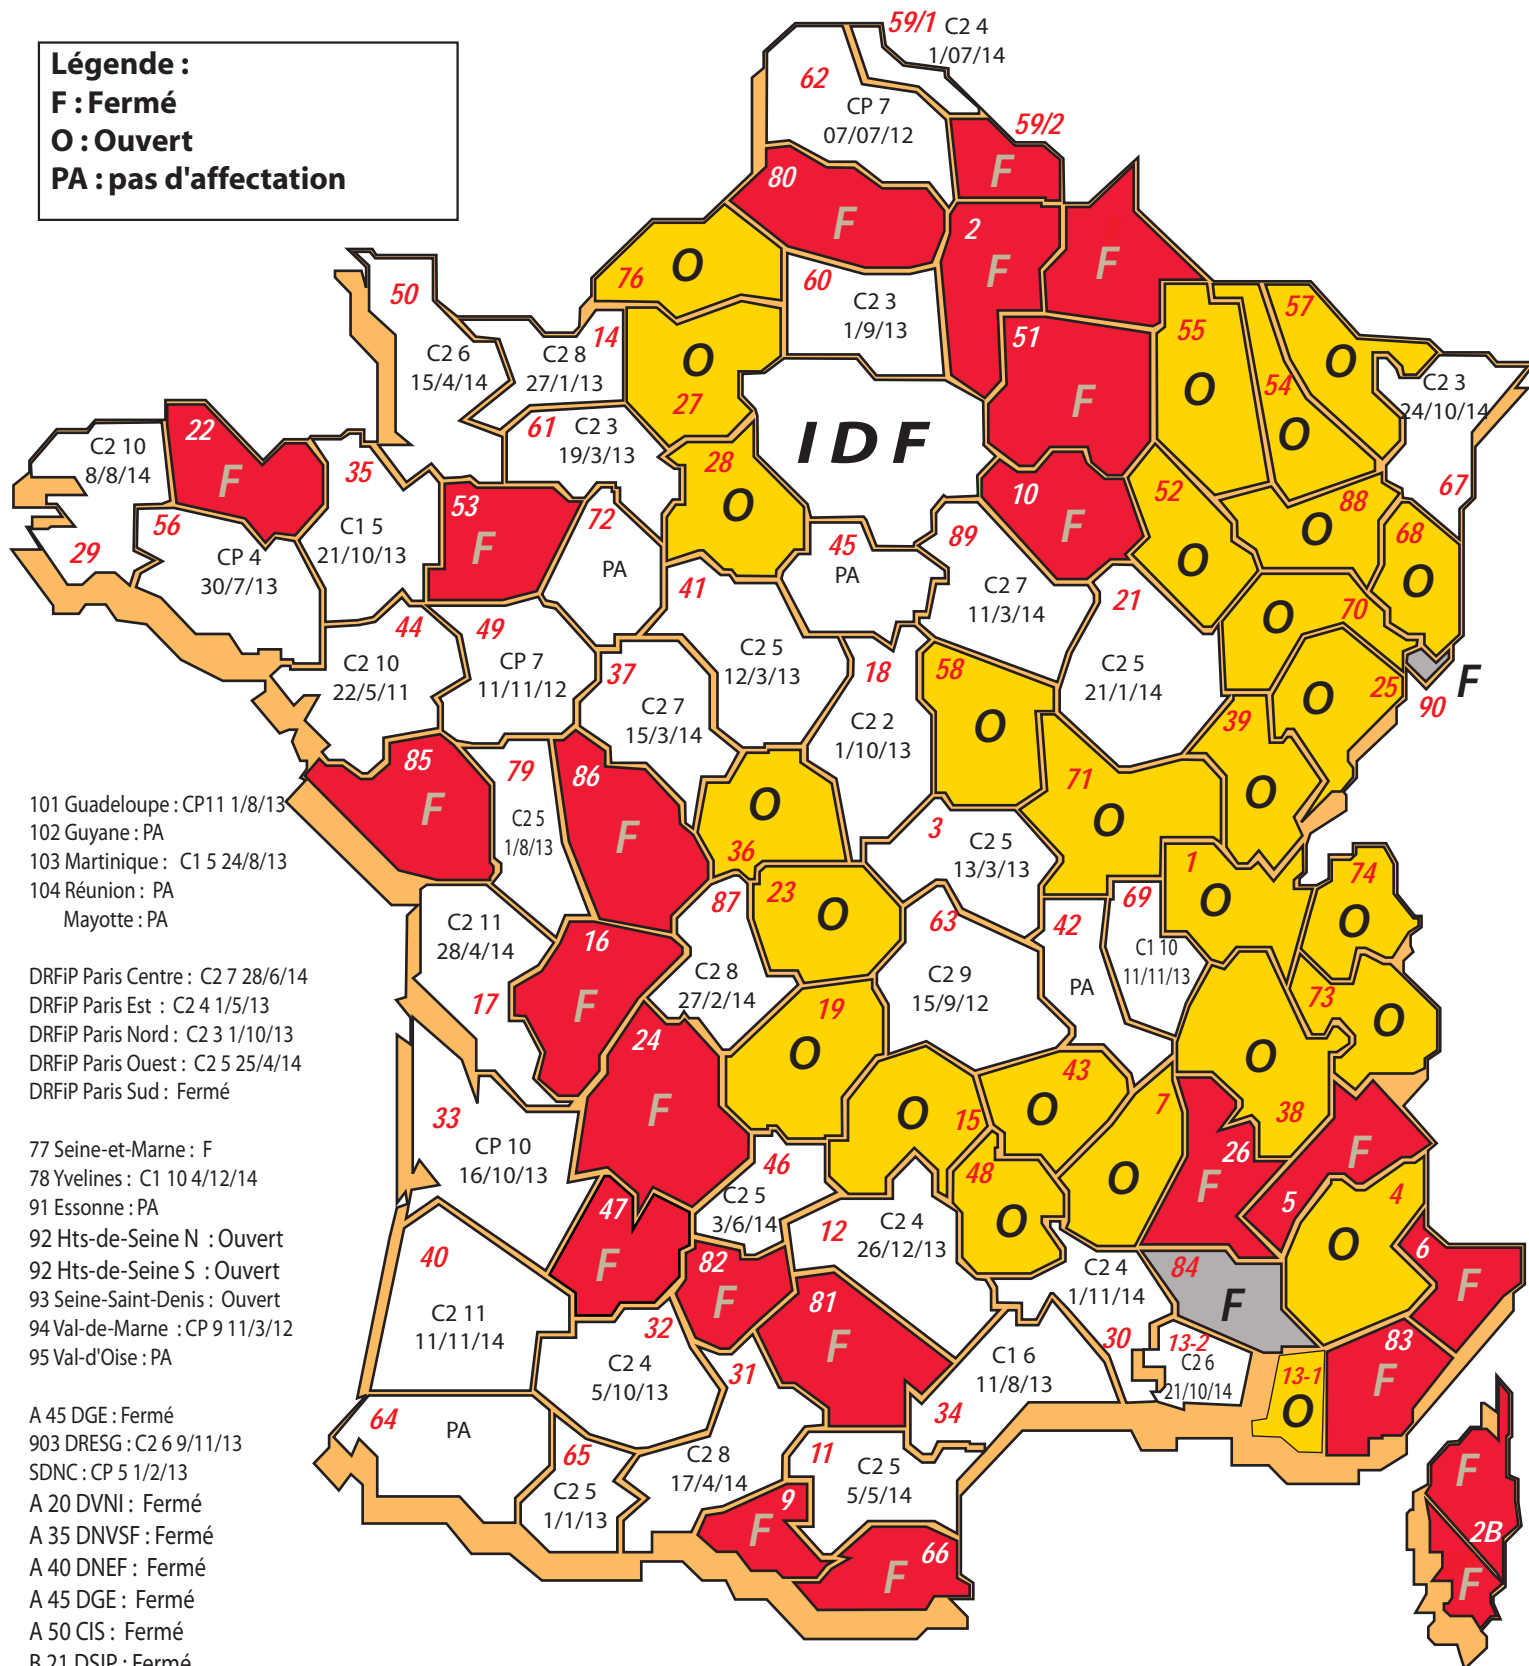 Légende :
F : Fermé
O : Ouvert
PA : pas d'affectation
59/1
C2 4
1/07/14
62
CP 7
07/07/12
59/2
F
80
F
2
F
F
76
O
60
C2 3
1/9/13
50
C2 6
15/4/14
14
C2 8
27/1/13
O
27
51
F
55
O
54
O
57
O
C2 3
24/10/14
67
61
C2 3
19/3/13
IDF
28
O
22
F
C2 10
8/8/14
29
35
C1 5
21/10/13
56
CP 4
30/7/13
53
F
72
PA
45
PA
89
C2 7
11/3/14
10
F
52
O
88
O
68
O
41
C2 5
12/3/13
21
C2 5
21/1/14
70
O
25
O
90
F
44
C2 10
22/5/11
49
CP 7
11/11/12
37
C2 7
15/3/14
18
C2 2
1/10/13
58
O
39
O
71
O
85
F
79
C2 5
1/8/13
86
F
O
36
3
C2 5
13/3/13
1
O
74
O
101 Guadeloupe : CP11 1/8/13
102 Guyane : PA
103 Martinique : C1 5 24/8/13
104 Réunion : PA
Mayotte : PA
C2 11
28/4/14
17
16
F
87
C2 8
27/2/14
23
O
63
C2 9
15/9/12
42
PA
69
C1 10
11/11/13
73
O
DRFiP Paris Centre : C2 7 28/6/14
DRFiP Paris Est : C2 4 1/5/13
DRFiP Paris Nord : C2 3 1/10/13
DRFiP Paris Ouest : C2 5 25/4/14
DRFiP Paris Sud : Fermé
24
F
19
O
O
15
43
O
7
O
O
38
33
CP 10
16/10/13
46
C2 5
3/6/14
48
O
26
F
F
5
4
O
77 Seine-et-Marne : F
78 Yvelines : C1 10 4/12/14
91 Essonne : PA
92 Hts-de-Seine N : Ouvert
92 Hts-de-Seine S : Ouvert
93 Seine-Saint-Denis : Ouvert
94 Val-de-Marne : CP 9 11/3/12
95 Val-d'Oise : PA
47
F
40
C2 11
11/11/14
82
F
12
C2 4
26/12/13
C2 4
1/11/14
30
84
F
6
F
32
C2 4
5/10/13
31
C2 8
17/4/14
81
F
C1 6
11/8/13
34
13-2
C2 6
21/10/14
13-1
O
83
F
64
PA
65
C2 5
1/1/13
11
C2 5
5/5/14
9
F
66
F
F
2B
F
A 45 DGE : Fermé
903 DRESG : C2 6 9/11/13
SDNC : CP 5 1/2/13
A 20 DVNI : Fermé
A 35 DNVSF : Fermé
A 40 DNEF : Fermé
A 45 DGE : Fermé
A 50 CIS : Fermé
B 21 DSIP : Fermé